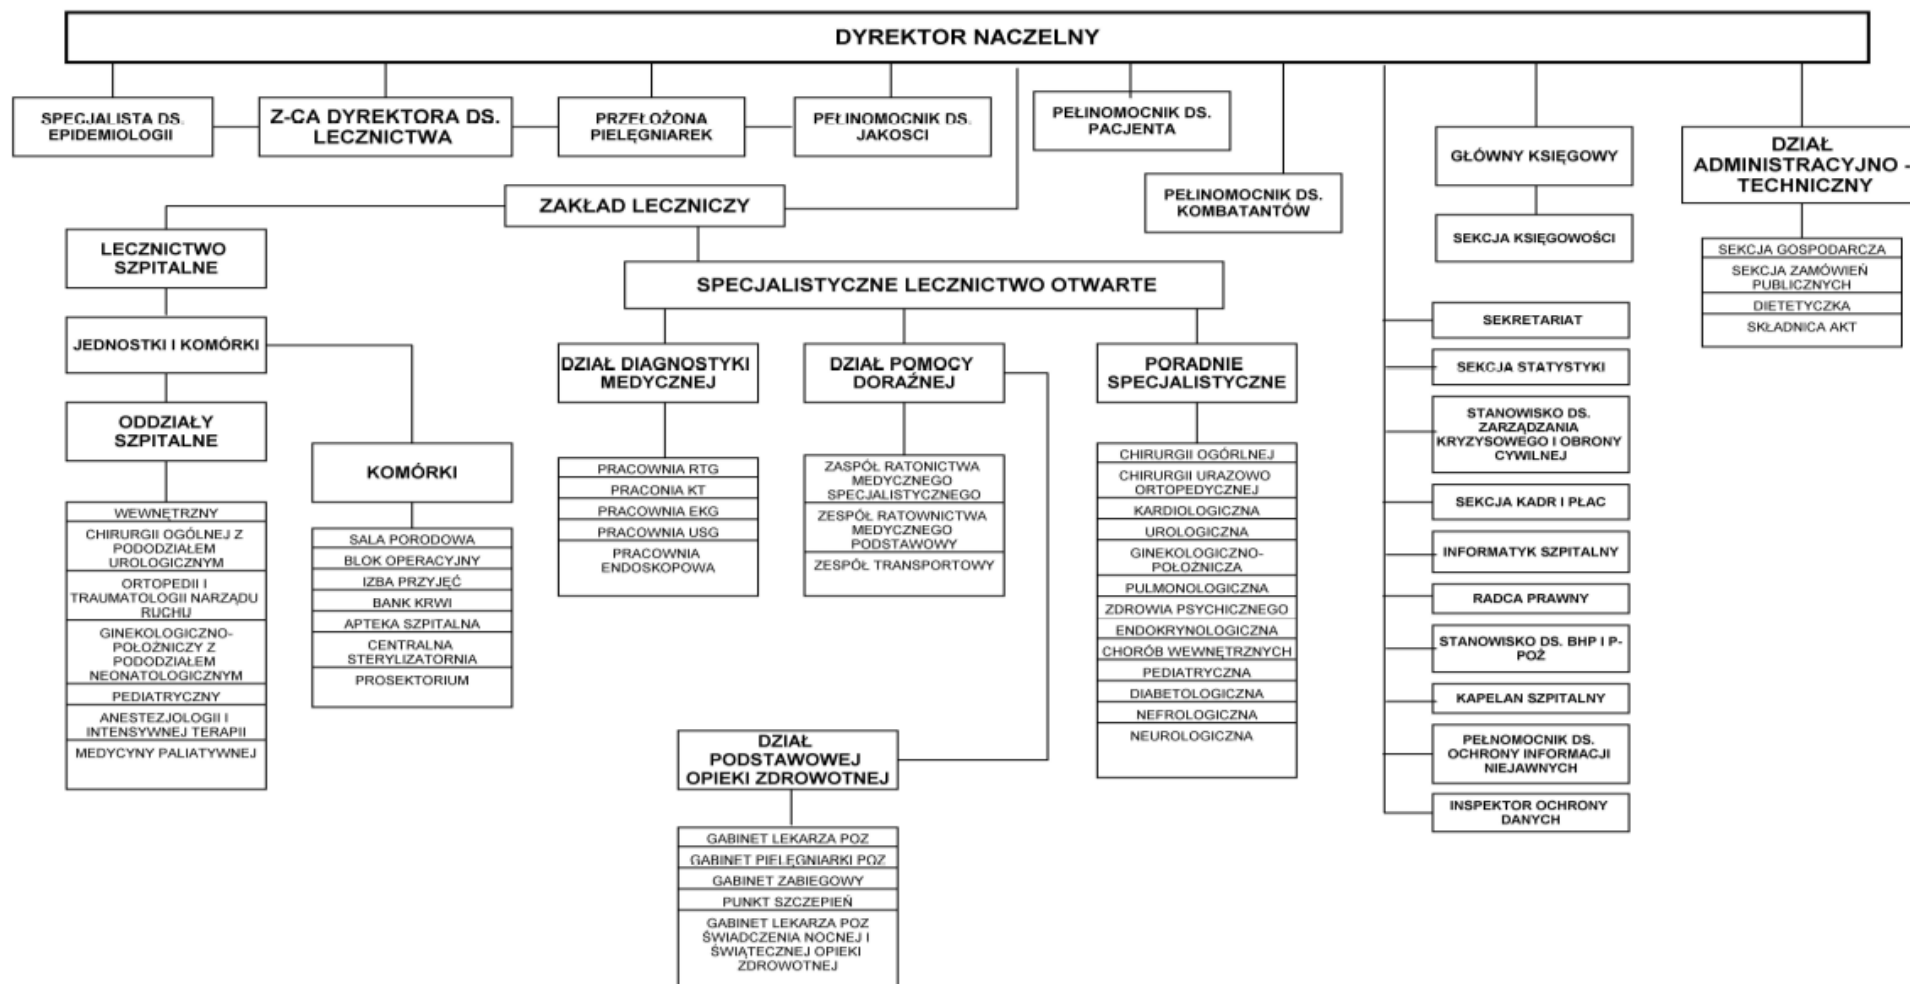 DYREKTOR NACZELNY
SPECJALISTA DS.
EPIDEMIOLOGII
Z-CA DYREKTORA DS.
LECZNICTWA
PRZEŁOŻONA
PIELĘGNIAREK
PEŁINOMOCNIK DS.
JAKOSCI
PEŁINOMOCNIK DS.
PACJENTA
PEŁINOMOCNIK DS.
KOMBATANTÓW
GŁÓWNY KSIĘGOWY
SEKCJA KSIĘGOWOŚCI
DZIAŁ
ADMINISTRACYJNO -
TECHNICZNY
SEKCJA GOSPODARCZA
SEKCJA ZAMÓWIEŃ
PUBLICZNYCH
DIETETYCZKA
SKŁADNICA AKT
ZAKŁAD LECZNICZY
LECZNICTWO
SZPITALNE
JEDNOSTKI I KOMÓRKI
ODDZIAŁY
SZPITALNE
WEWNĘTRZNY
CHIRURGII OGÓLNEJ Z
PODODZIAŁEM
UROLOGICZNYM
ORTOPEDII I
TRAUMATOLOGII NARZĄDU
RUCHU
GINEKOLOGICZNO-
POŁOŻNICZY Z
PODODZIAŁEM
NEONATOLOGICZNYM
PEDIATRYCZNY
ANESTEZJOLOGII I
INTENSYWNEJ TERAPII
MEDYCYNY PALIATYWNEJ
KOMÓRKI
SALA PORODOWA
BLOK OPERACYJNY
IZBA PRZYJĘĆ
BANK KRWI
APTEKA SZPITALNA
CENTRALNA
STERYLIZATORNIA
PROSEKTORIUM
SPECJALISTYCZNE LECZNICTWO OTWARTE
DZIAŁ DIAGNOSTYKI
MEDYCZNEJ
PRACOWNIA RTG
PRACONIA KT
PRACOWNIA EKG
PRACOWNIA USG
PRACOWNIA
ENDOSKOPOWA
DZIAŁ POMOCY
DORAŹNEJ
ZASPÓŁ RATONICTWA
MEDYCZNEGO
SPECJALISTYCZNEGO
ZESPÓŁ RATOWNICTWA
MEDYCZNEGO
PODSTAWOWY
ZESPÓŁ TRANSPORTOWY
PORADNIE
SPECJALISTYCZNE
CHIRURGII OGÓRLNEJ
CHIRURGII URAZOWO
ORTOPEDYCZNEJ
KARDIOLOGICZNA
UROLOGICZNA
GINEKOLOGICZNO-
POŁOŻNICZA
PULMONOLOGICZNA
ZDROWIA PSYCHICZNEGO
ENDOKRYNOLOGICZNA
CHORÓB WEWNĘTRZNYCH
PEDIATRYCZNA
DIABETOLOGICZNA
NEFROLOGICZNA
NEUROLOGICZNA
DZIAŁ
PODSTAWOWEJ
OPIEKI ZDROWOTNEJ
GABINET LEKARZA POZ
GABINET PIELĘGNIARKI POZ
GABINET ZABIEGOWY
PUNKT SZCZEPIEŃ
GABINET LEKARZA POZ
ŚWIADCZENIA NOCNEJ I
ŚWIĄTECZNEJ OPIEKI
ZDROWOTNEJ
SEKRETARIAT
SEKCJA STATYSTYKI
STANOWISKO DS.
ZARZĄDZANIA
KRYZYSOWEGO I OBRONY
CYWILNEJ
SEKCJA KADR I PŁAC
INFORMATYK SZPITALNY
RADCA PRAWNY
STANOWISKO DS. BHP I P-
POŻ
KAPELAN SZPITALNY
PEŁNOMOCNIK DS.
OCHRONY INFORMACJI
NIEJAWNYCH
INSPEKTOR OCHRONY
DANYCH